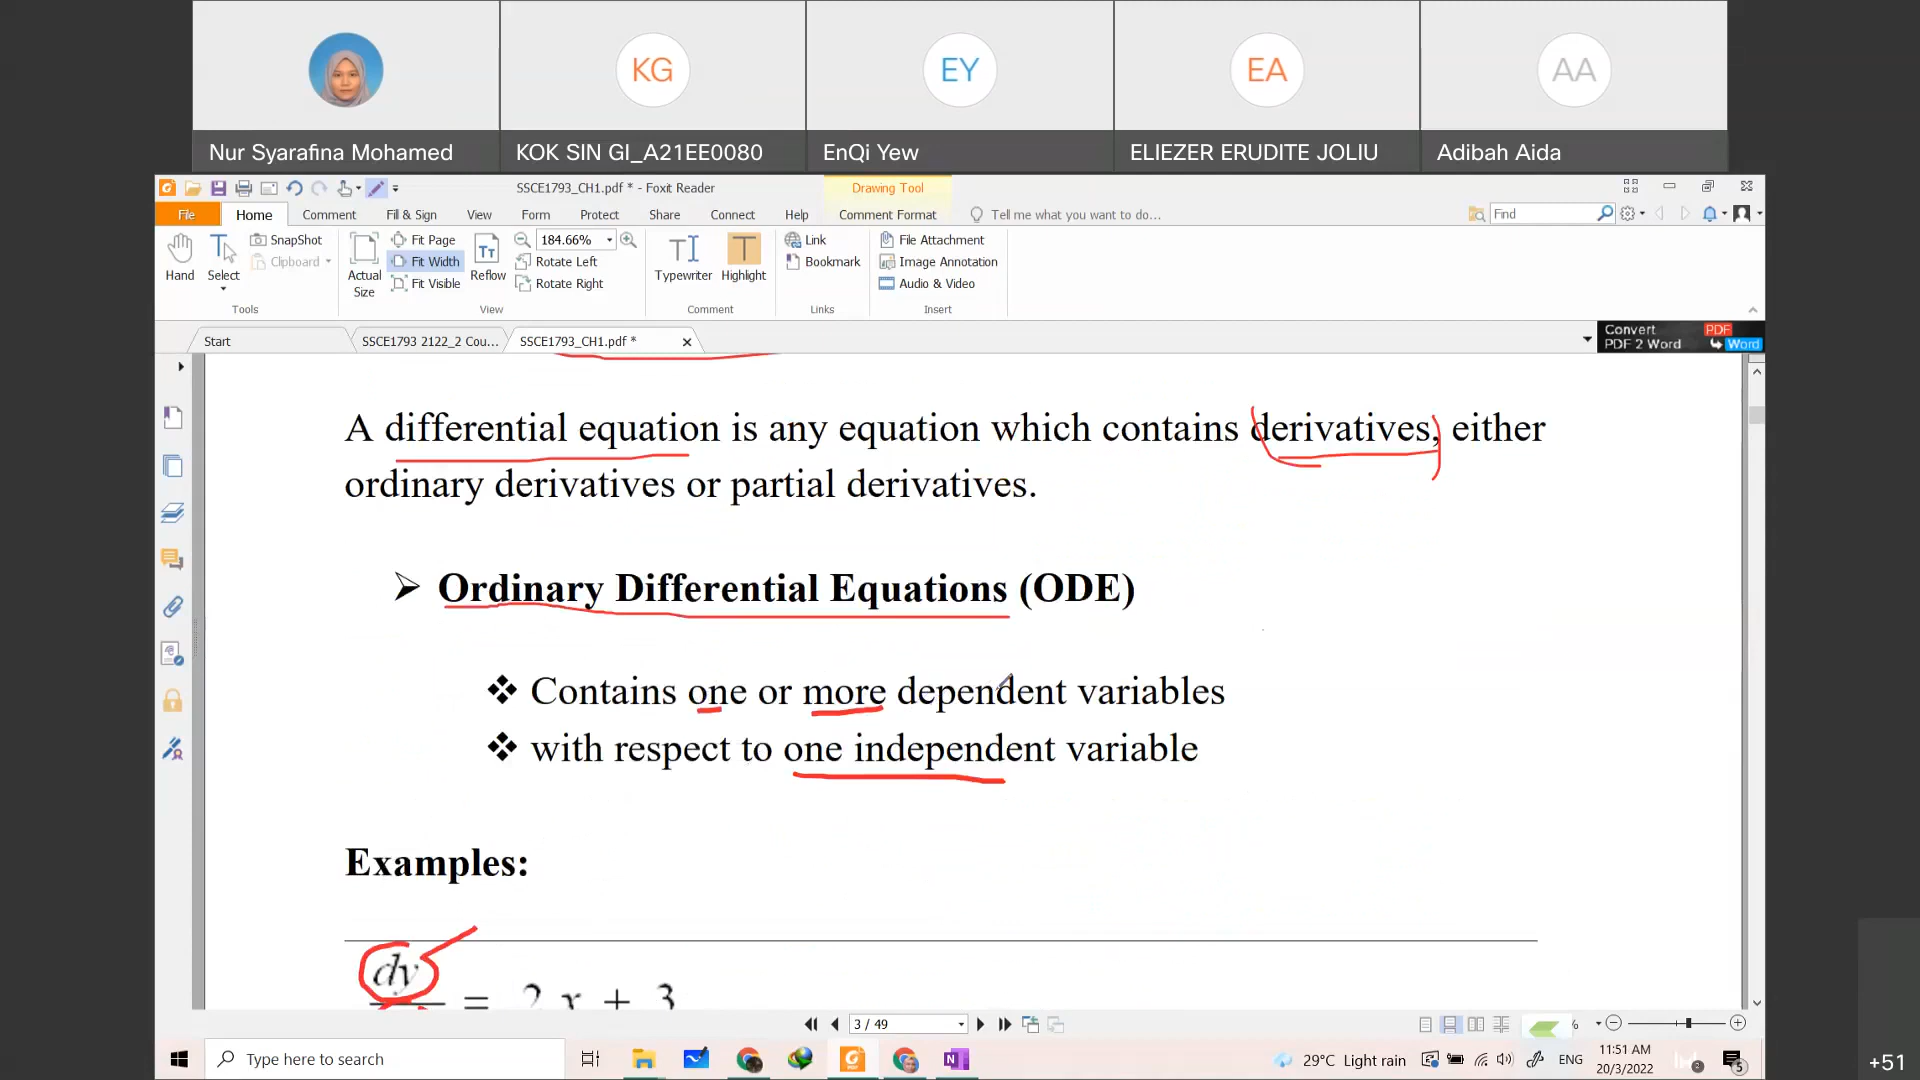 KG
EY
EA
AA
Nur Syarafina Mohamed
KOK SIN GI_A21EE0080
EnQi Yew
ELIEZER ERUDITE JOLIU
Adibah Aida
SSCE1793_CH1.pdf * - Foxit Reader
Drawing Tool
File
Home
Comment
Fill & Sign
View
Form
Protect
Share
Connect
Help
Comment Format
Tell me what you want to do...
Find
Hand
Select
SnapShot
Clipboard
Tools
Actual Size
Fit Page
Fit Width
Fit Visible
Reflow
184.66%
Rotate Left
Rotate Right
View
Typewriter
Highlight
Comment
Link
Bookmark
Links
File Attachment
Image Annotation
Audio & Video
Insert
Start
SSCE1793 2122_2 Cou...
SSCE1793_CH1.pdf *
Convert PDF
PDF 2 Word Word
A differential equation is any equation which contains derivatives, either
ordinary derivatives or partial derivatives.
➢ Ordinary Differential Equations (ODE)
❖ Contains one or more dependent variables
❖ with respect to one independent variable
Examples:
dy
= 2x + 3
3 / 49
%
Type here to search
29°C Light rain
ENG
11:51 AM
20/3/2022
2
5
+51